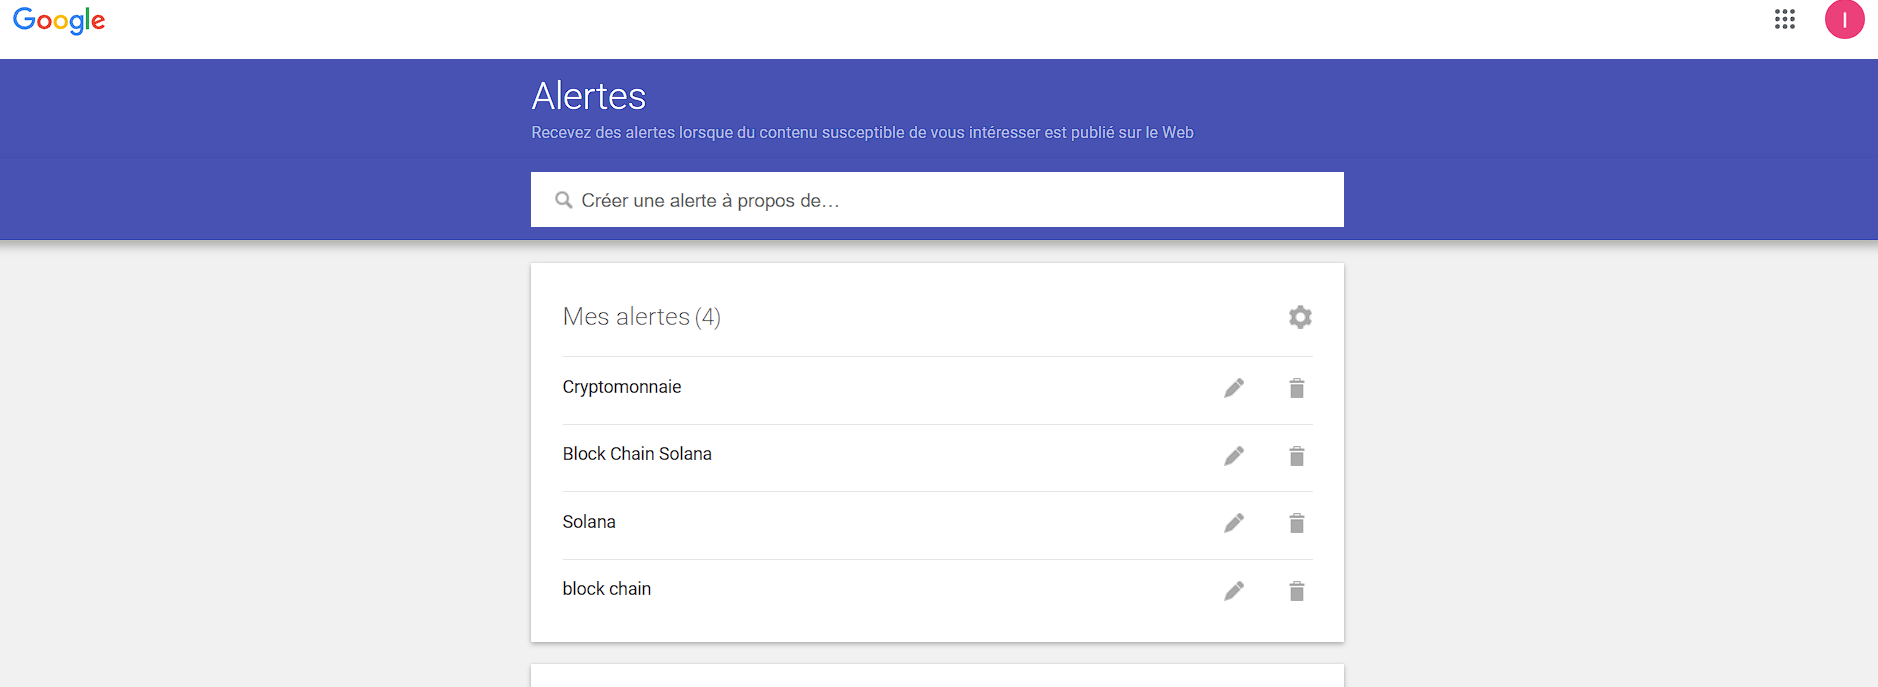 Google
I
Alertes
Recevez des alertes lorsque du contenu susceptible de vous intéresser est publié sur le Web
Créer une alerte à propos de…
Mes alertes (4)
Cryptomonnaie
Block Chain Solana
Solana
block chain